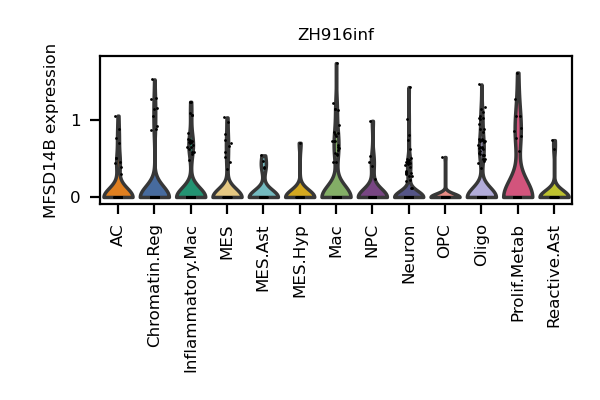 ZH916inf
MFSD14B expression
1
0
AC
Chromatin.Reg
Inflammatory.Mac
MES
MES.Ast
MES.Hyp
Mac
NPC
Neuron
OPC
Oligo
Prolif.Metab
Reactive.Ast